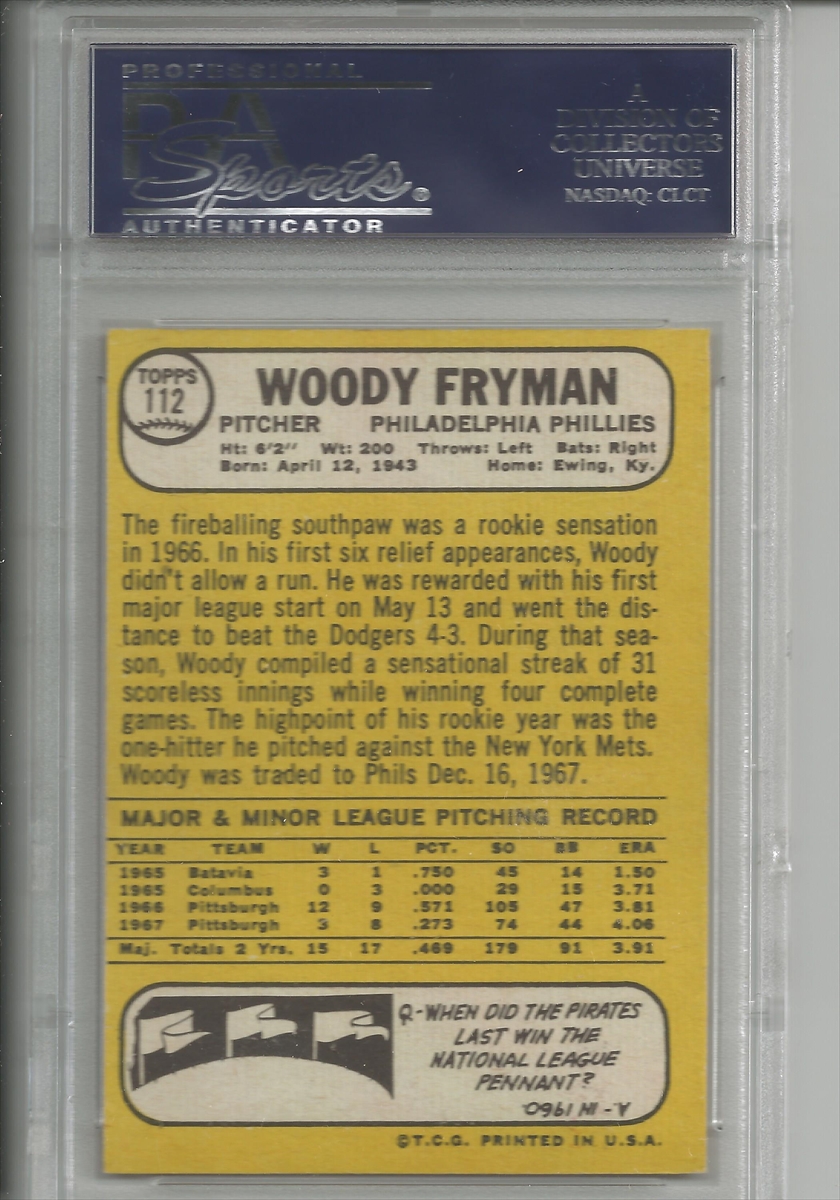 PROFESSIONAL
PSA
Sports®
AUTHENTICATOR
A
DIVISION OF
COLLECTORS
UNIVERSE
NASDAQ: CLCT
TOPPS
112
WOODY FRYMAN
PITCHER PHILADELPHIA PHILLIES
Ht: 6'2" Wt: 200 Throws: Left Bats: Right
Born: April 12, 1943 Home: Ewing, Ky.
The fireballing southpaw was a rookie sensation
in 1966. In his first six relief appearances, Woody
didn't allow a run. He was rewarded with his first
major league start on May 13 and went the dis-
tance to beat the Dodgers 4-3. During that sea-
son, Woody compiled a sensational streak of 31
scoreless innings while winning four complete
games. The highpoint of his rookie year was the
one-hitter he pitched against the New York Mets.
Woody was traded to Phils Dec. 16, 1967.
MAJOR & MINOR LEAGUE PITCHING RECORD
YEAR TEAM W L PCT. SO BB ERA
1965 Batavia 3 1 .750 45 14 1.50
1965 Columbus 0 3 .000 29 15 3.71
1966 Pittsburgh 12 9 .571 105 47 3.81
1967 Pittsburgh 3 8 .273 74 44 4.06
Maj. Totals 2 Yrs. 15 17 .469 179 91 3.91
Q-WHEN DID THE PIRATES
LAST WIN THE
NATIONAL LEAGUE
PENNANT?
A-IN 1960
©T.C.G. PRINTED IN U.S.A.